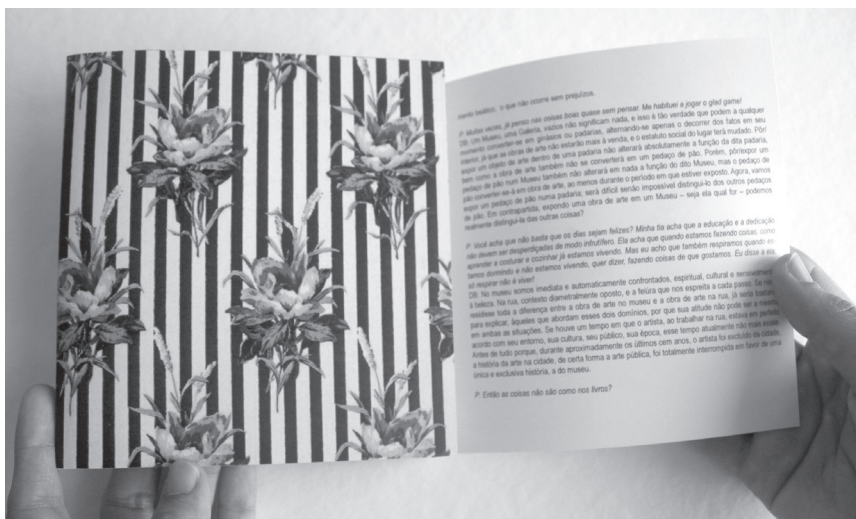 mento beático, o que não ocorre sem prejuízos.
P: Muitas vezes, já penso nas coisas boas quase sem pensar. Me habituei a jogar o glad game!
DB: Um Museu, uma Galeria, vazios não significam nada, e isso é tão verdade que podem a qualquer
momento converter-se em ginásios ou padarias, alternando-se apenas o decorrer dos fatos em seu
interior, já que as obras de arte não estarão mais à venda, e o estatuto social do lugar terá mudado. Pôr/
expor um objeto de arte dentro de uma padaria não alterará absolutamente a função da dita padaria,
bem como a obra de arte também não se converterá em um pedaço de pão. Porém, pôr/expor um
pedaço de pão num Museu também não alterará em nada a função do dito Museu, mas o pedaço de
pão converter-se-á em obra de arte, ao menos durante o período em que estiver exposto. Agora, vamos
expor um pedaço de pão numa padaria; será difícil senão impossível distingui-lo dos outros pedaços
de pão. Em contrapartida, expondo uma obra de arte em um Museu – seja ela qual for – podemos
realmente distingui-la das outras coisas?
P: Você acha que não basta que os dias sejam felizes? Minha tia acha que a educação e a dedicação
não devem ser desperdiçadas de modo infrutífero. Ela acha que quando estamos fazendo coisas, como
aprender a costurar e cozinhar já estamos vivendo. Mas eu acho que também respiramos quando es-
tamos dormindo e não estamos vivendo, quer dizer, fazendo coisas de que gostamos. Eu disse a ela:
só respirar não é viver!
DB: No museu somos imediata e automaticamente confrontados, espiritual, cultural e sensivelmente
à beleza. Na rua, contexto diametralmente oposto, é a feiúra que nos espreita a cada passo. Se nisto
residisse toda a diferença entre a obra de arte no museu e a obra de arte na rua, já seria bastante
para explicar, àqueles que abordam esses dois domínios, por que sua atitude não pode ser a mesma
em ambas as situações. Se houve um tempo em que o artista, ao trabalhar na rua, estava em perfeito
acordo com seu entorno, sua cultura, seu público, sua época, esse tempo atualmente não mais existe.
Antes de tudo porque, durante aproximadamente os últimos cem anos, o artista foi excluído da cidade.
a história da arte na cidade, de certa forma a arte pública, foi totalmente interrompida em favor de uma
única e exclusiva história, a do museu.
P: Então as coisas não são como nos livros?